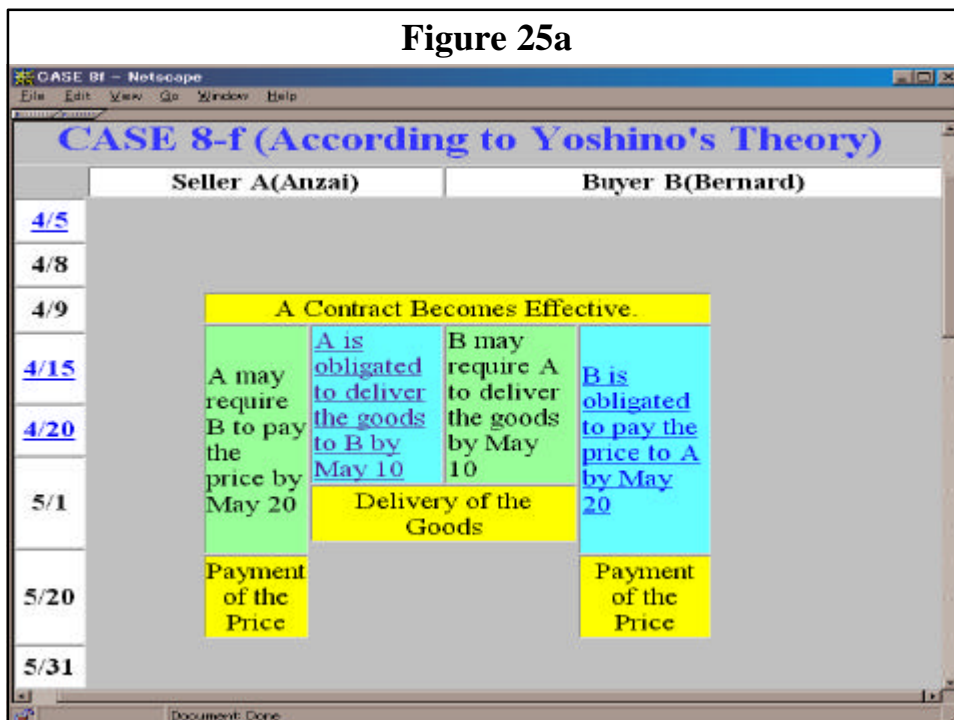 Figure 25a
CASE 8f - Netscape
File Edit View Go Window Help
CASE 8-f (According to Yoshino's Theory)
Seller A(Anzai)
Buyer B(Bernard)
4/5
4/8
4/9
A Contract Becomes Effective.
4/15
4/20
5/1
A may
require
B to pay
the
price by
May 20
A is
obligated
to deliver
the goods
to B by
May 10
B may
require A
to deliver
the goods
by May
10
B is
obligated
to pay the
price to A
by May
20
Delivery of the
Goods
5/20
Payment
of the
Price
Payment
of the
Price
5/31
Document: Done